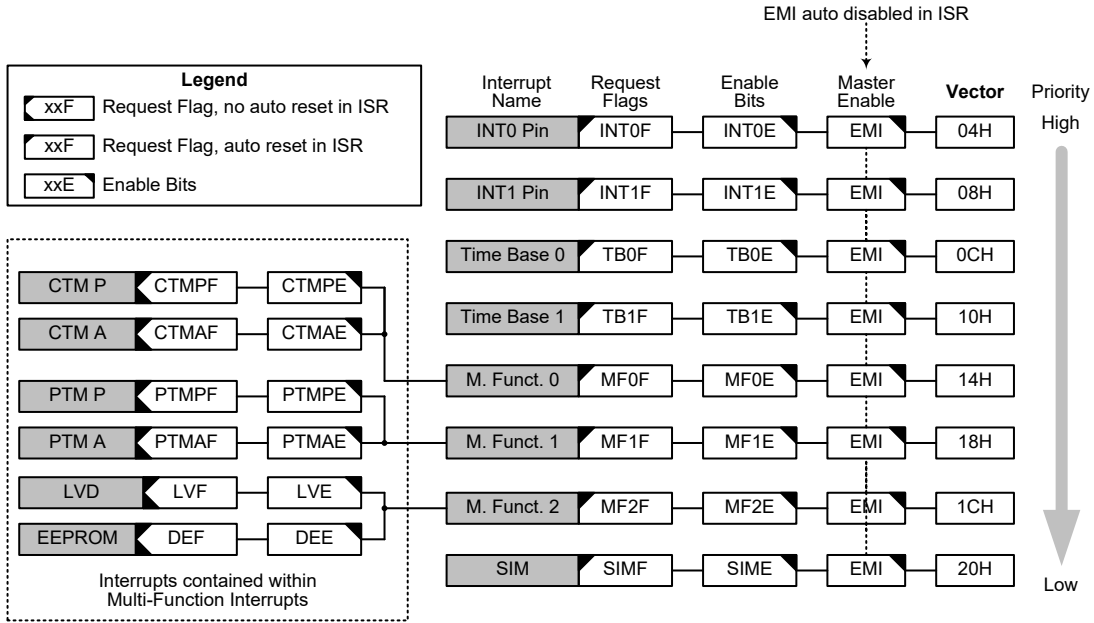 EMI auto disabled in ISR
Legend
xxF Request Flag, no auto reset in ISR
xxF Request Flag, auto reset in ISR
xxE Enable Bits
Interrupt Name Request Flags Enable Bits Master Enable Vector Priority
High
INT0 Pin INT0F INT0E EMI 04H
INT1 Pin INT1F INT1E EMI 08H
Time Base 0 TB0F TB0E EMI 0CH
CTM P CTMPF CTMPE
Time Base 1 TB1F TB1E EMI 10H
CTM A CTMAF CTMAE
M. Funct. 0 MF0F MF0E EMI 14H
PTM P PTMPF PTMPE
M. Funct. 1 MF1F MF1E EMI 18H
PTM A PTMAF PTMAE
LVD LVF LVE
M. Funct. 2 MF2F MF2E EMI 1CH
EEPROM DEF DEE
SIM SIMF SIME EMI 20H
Low
Interrupts contained within
Multi-Function Interrupts